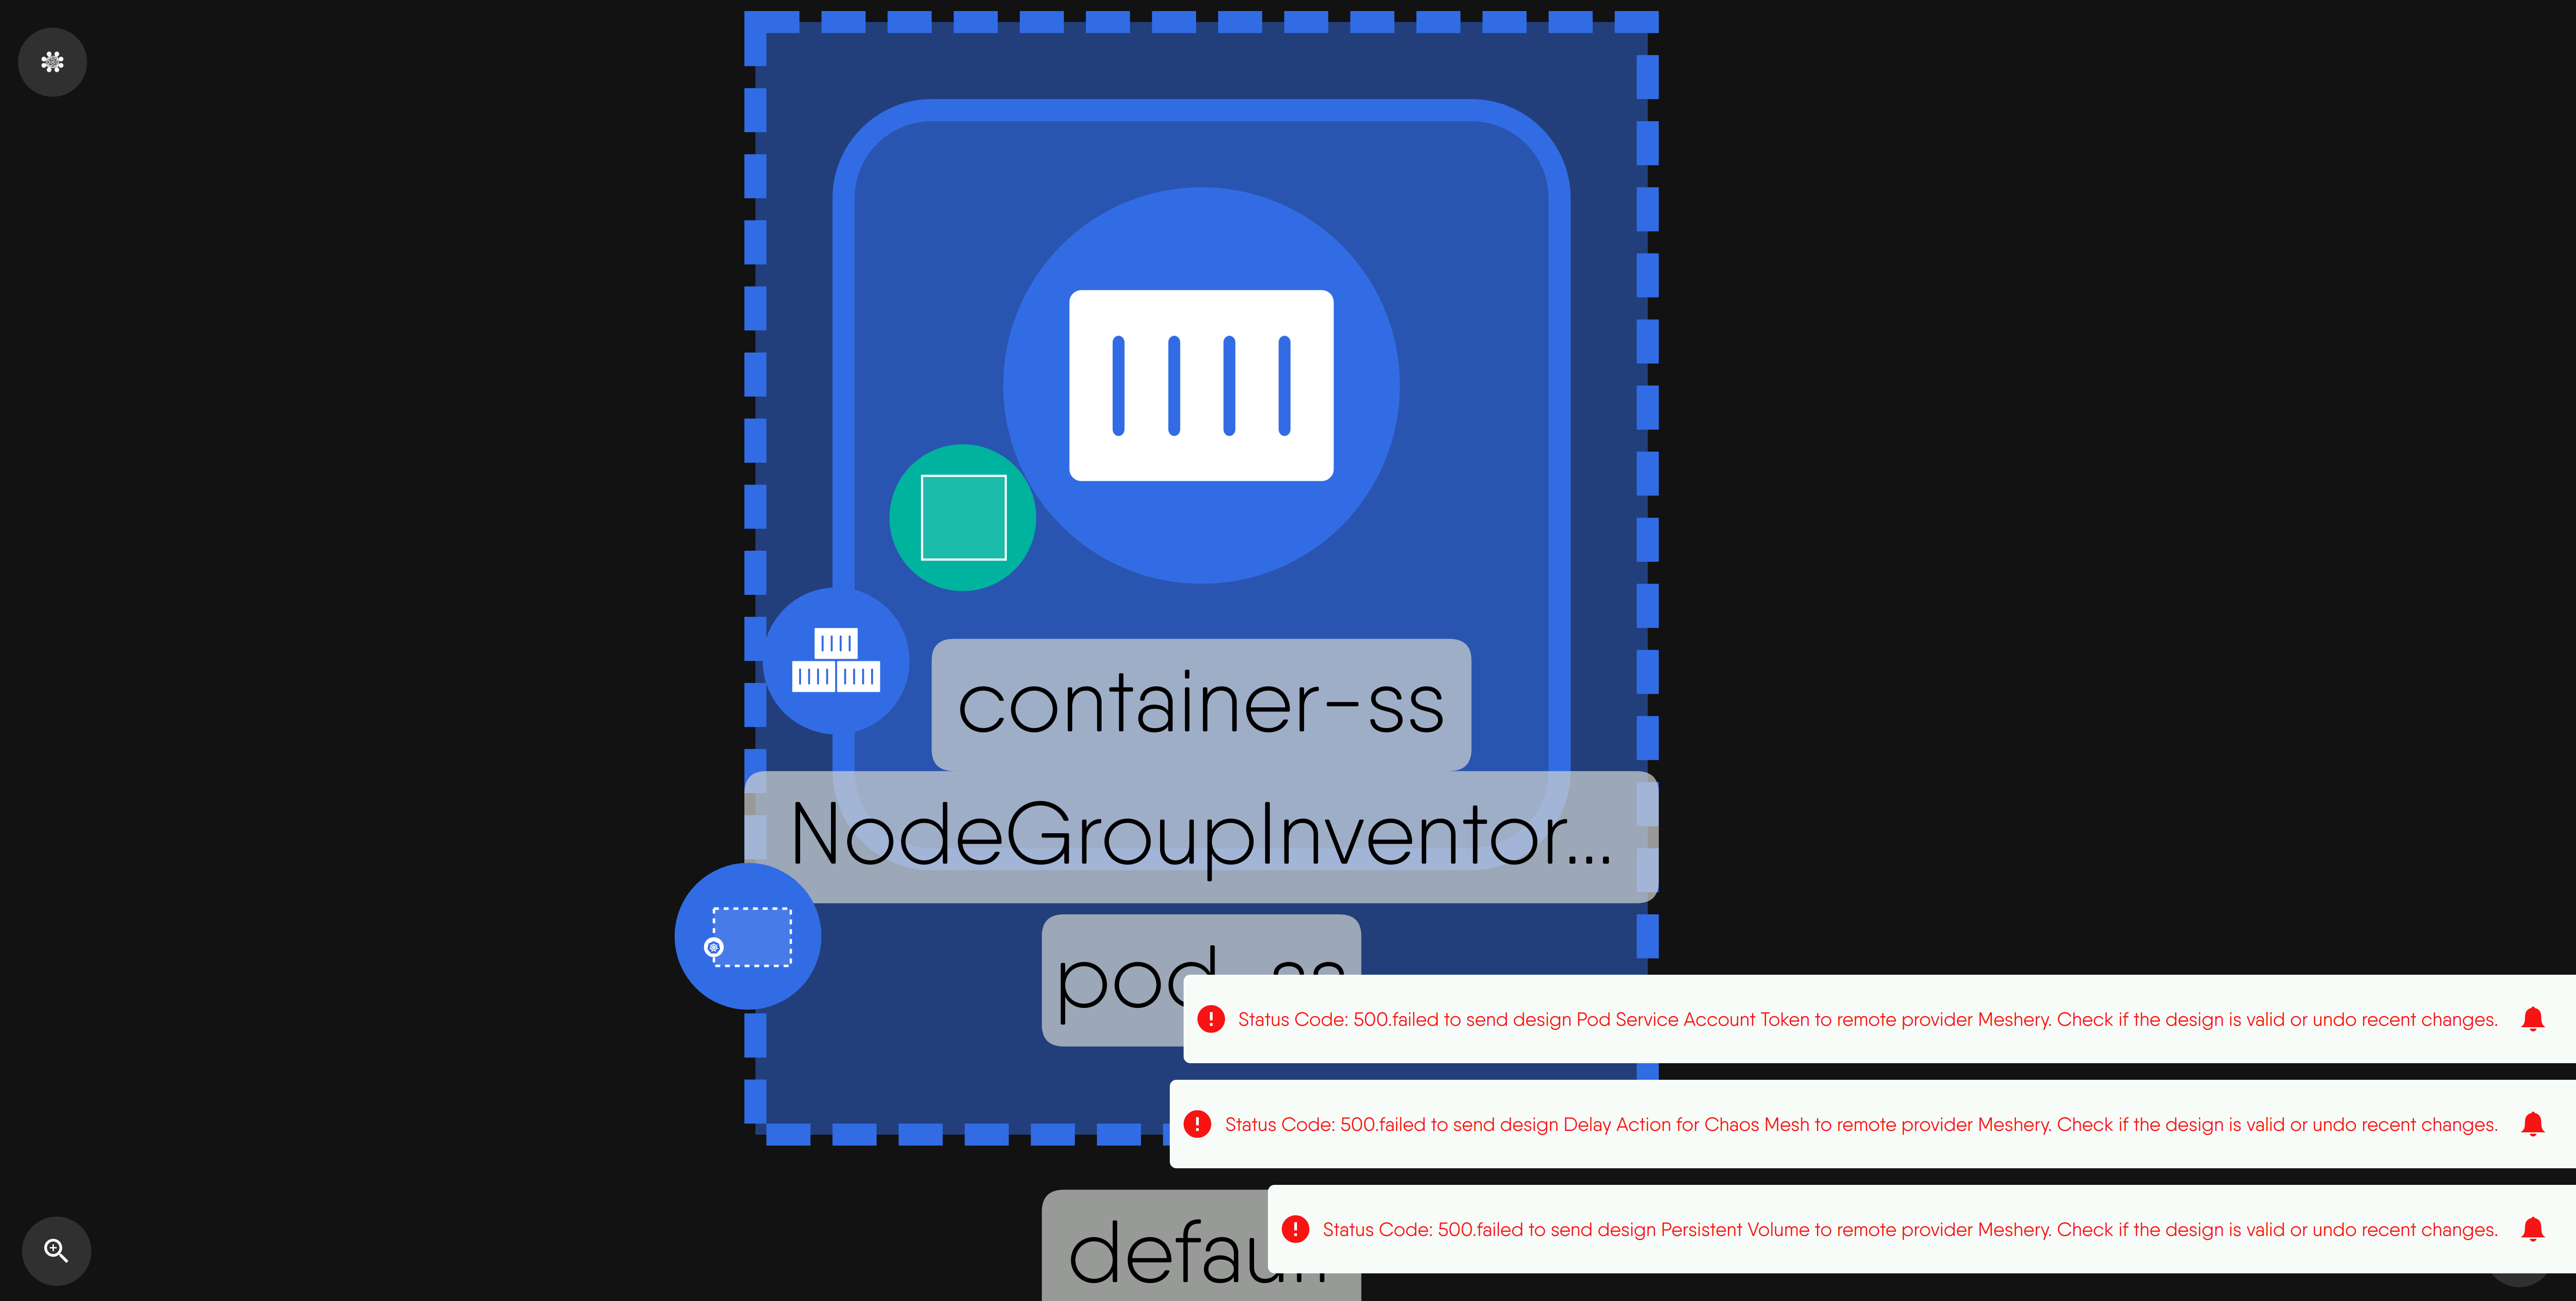 container-ss
NodeGroupInventor...
Status Code: 500.failed to send design Pod Service Account Token to remote provider Meshery. Check if the design is valid or undo recent changes.
Status Code: 500.failed to send design Delay Action for Chaos Mesh to remote provider Meshery. Check if the design is valid or undo recent changes.
Status Code: 500.failed to send design Persistent Volume to remote provider Meshery. Check if the design is valid or undo recent changes.